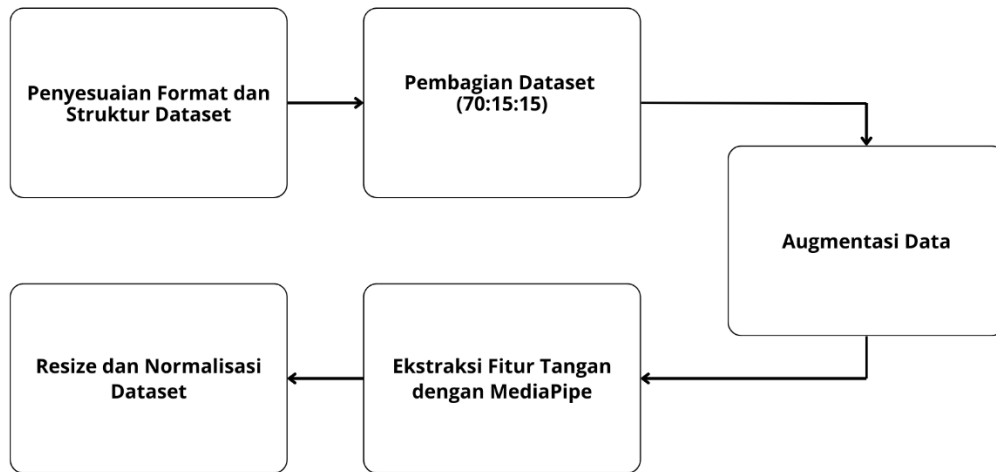 Penyesuaian Format dan
Struktur Dataset
Pembagian Dataset
(70:15:15)
Augmentasi Data
Ekstraksi Fitur Tangan
dengan MediaPipe
Resize dan Normalisasi
Dataset